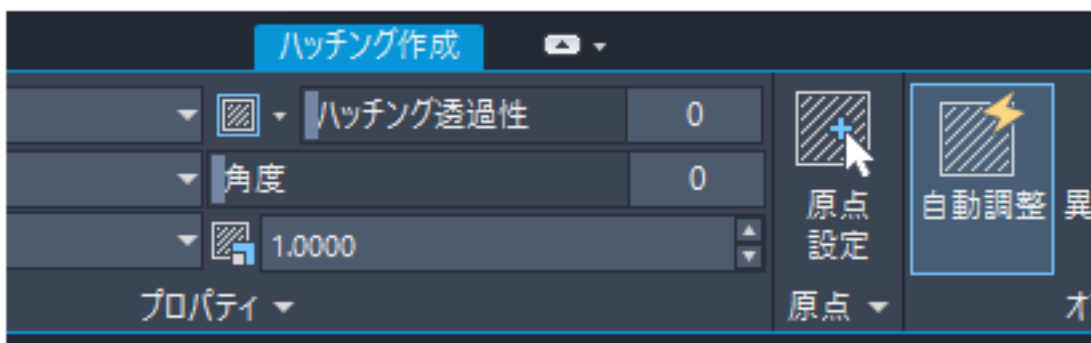 ハッチング作成
ハッチング透過性 0
角度 0
1.0000
原点
設定
自動調整
異
プロパティ
原点
オ